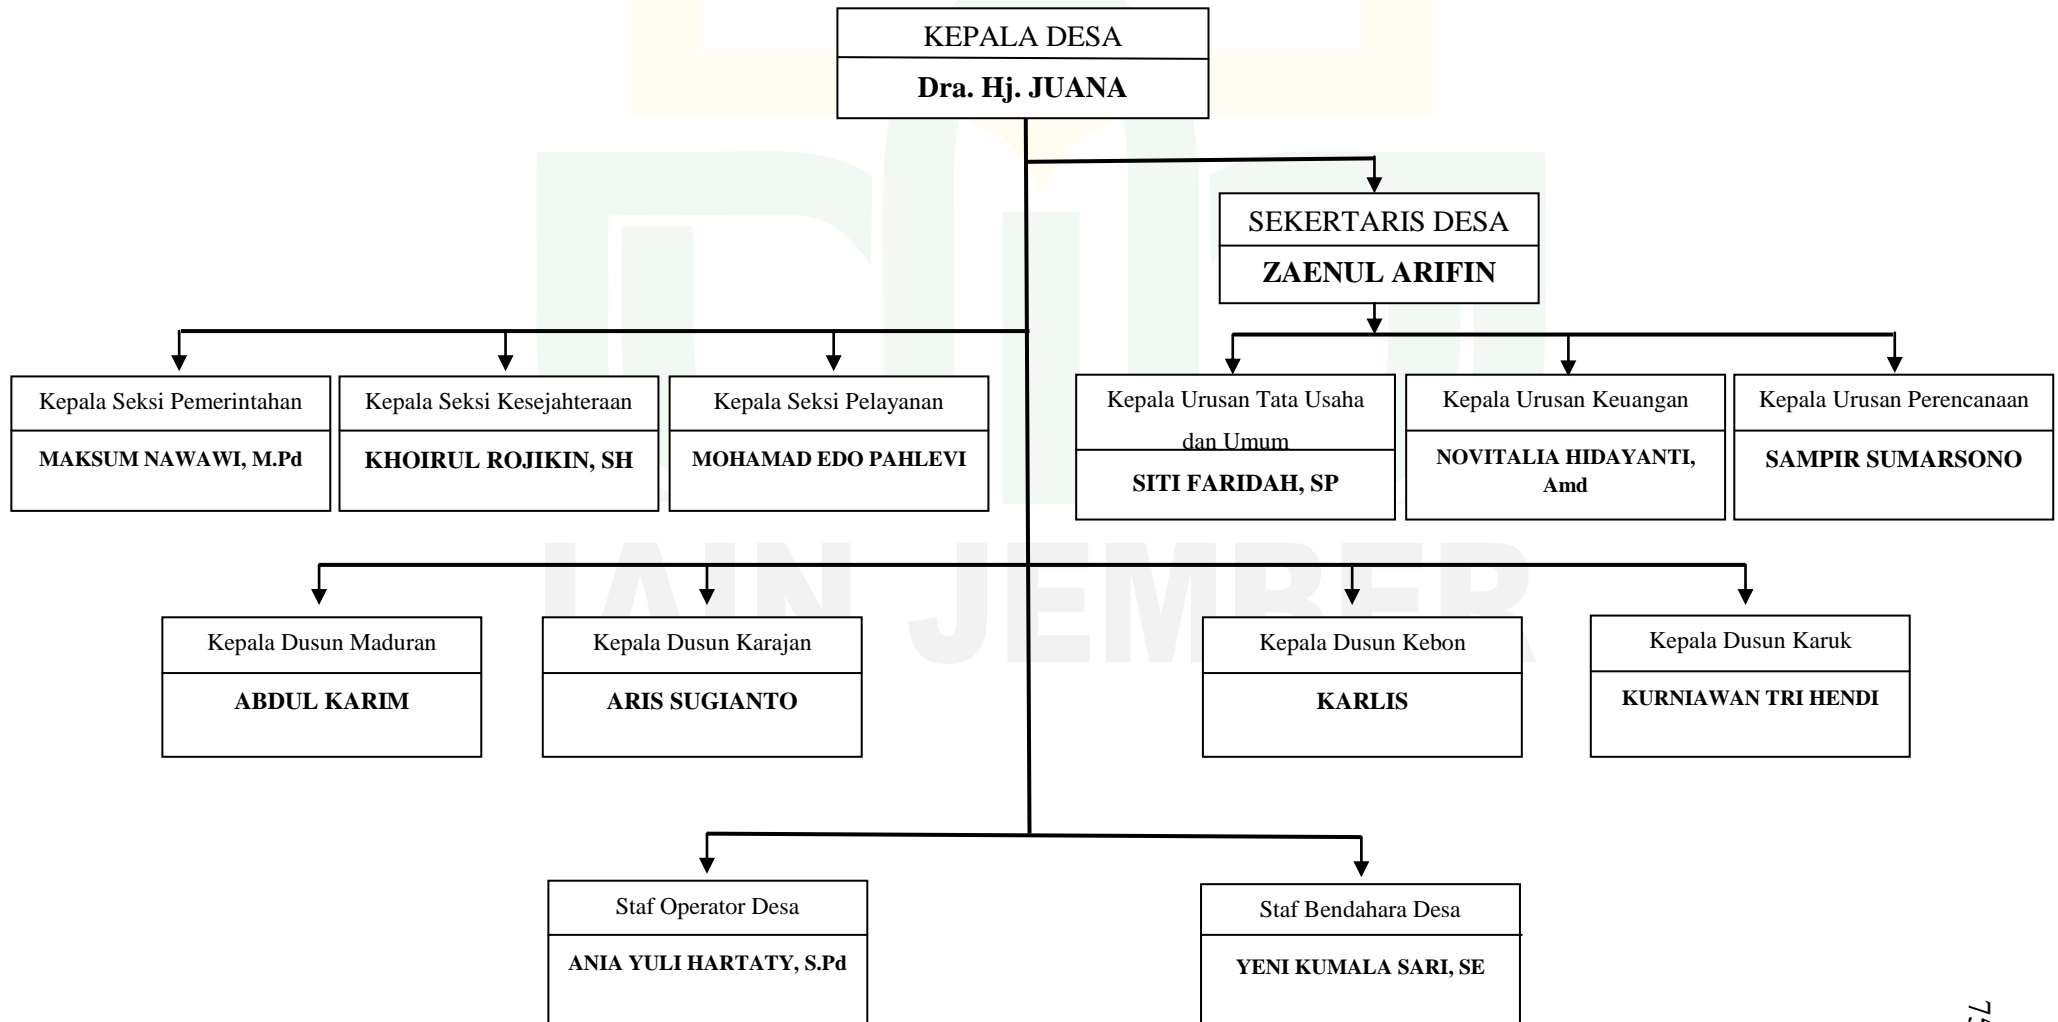 KEPALA DESA
Dra. Hj. JUANA
SEKERTARIS DESA
ZAENUL ARIFIN
Kepala Seksi Pemerintahan
MAKSUM NAWAWI, M.Pd
Kepala Seksi Kesejahteraan
KHOIRUL ROJIKIN, SH
Kepala Seksi Pelayanan
MOHAMAD EDO PAHLEVI
Kepala Urusan Tata Usaha
dan Umum
SITI FARIDAH, SP
Kepala Urusan Keuangan
NOVITALIA HIDAYANTI,
Amd
Kepala Urusan Perencanaan
SAMPIR SUMARSONO
IAIN JEMBER
Kepala Dusun Maduran
ABDUL KARIM
Kepala Dusun Karajan
ARIS SUGIANTO
Kepala Dusun Kebon
KARLIS
Kepala Dusun Karuk
KURNIAWAN TRI HENDI
Staf Operator Desa
ANIA YULI HARTATY, S.Pd
Staf Bendahara Desa
YENI KUMALA SARI, SE